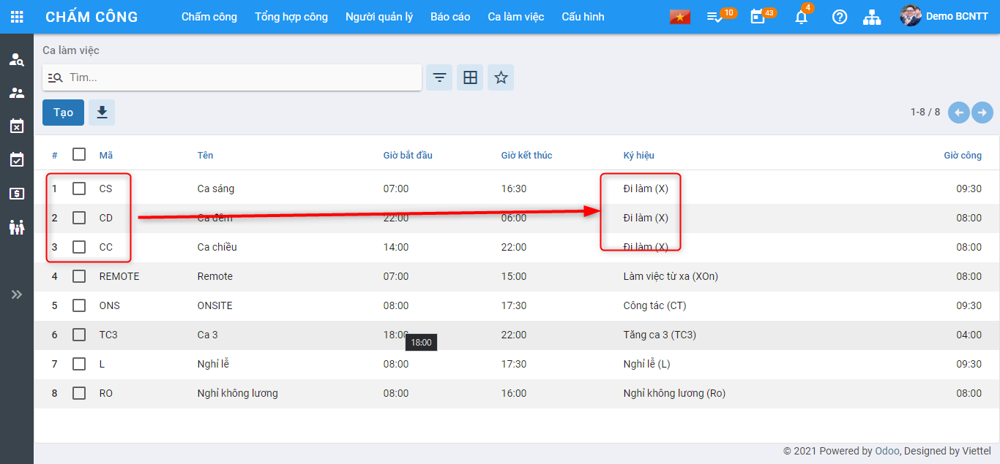 CHẤM CÔNG Chấm công Tổng hợp công Người quản lý Báo cáo Ca làm việc Cấu hình 10 43 4 Demo BCNTT
Ca làm việc
Tìm...
Tạo 1-8 / 8
# Mã Tên Giờ bắt đầu Giờ kết thúc Ký hiệu Giờ công
1 CS Ca sáng 07:00 16:30 Đi làm (X) 09:30
2 CD Ca đêm 22:00 06:00 Đi làm (X) 08:00
3 CC Ca chiều 14:00 22:00 Đi làm (X) 08:00
4 REMOTE Remote 07:00 15:00 Làm việc từ xa (XOn) 08:00
5 ONS ONSITE 08:00 17:30 Công tác (CT) 09:30
6 TC3 Ca 3 18:00 22:00 Tăng ca 3 (TC3) 04:00
18:00
7 L Nghỉ lễ 08:00 17:30 Nghỉ lễ (L) 09:30
8 RO Nghỉ không lương 08:00 16:00 Nghỉ không lương (Ro) 08:00
© 2021 Powered by Odoo, Designed by Viettel